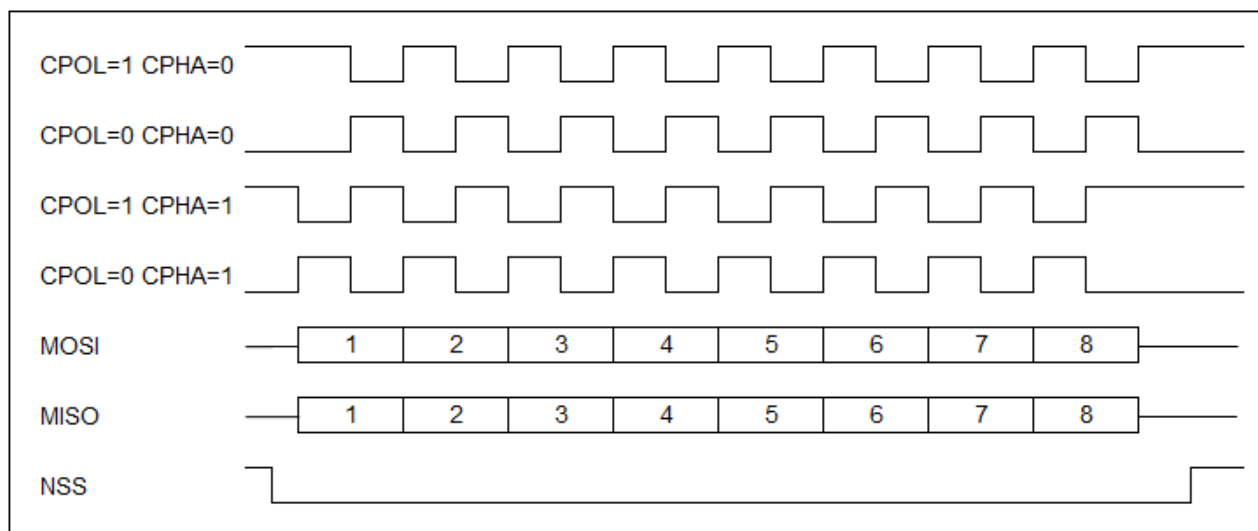 CPOL=1 CPHA=0
CPOL=0 CPHA=0
CPOL=1 CPHA=1
CPOL=0 CPHA=1
MOSI 1 2 3 4 5 6 7 8
MISO 1 2 3 4 5 6 7 8
NSS